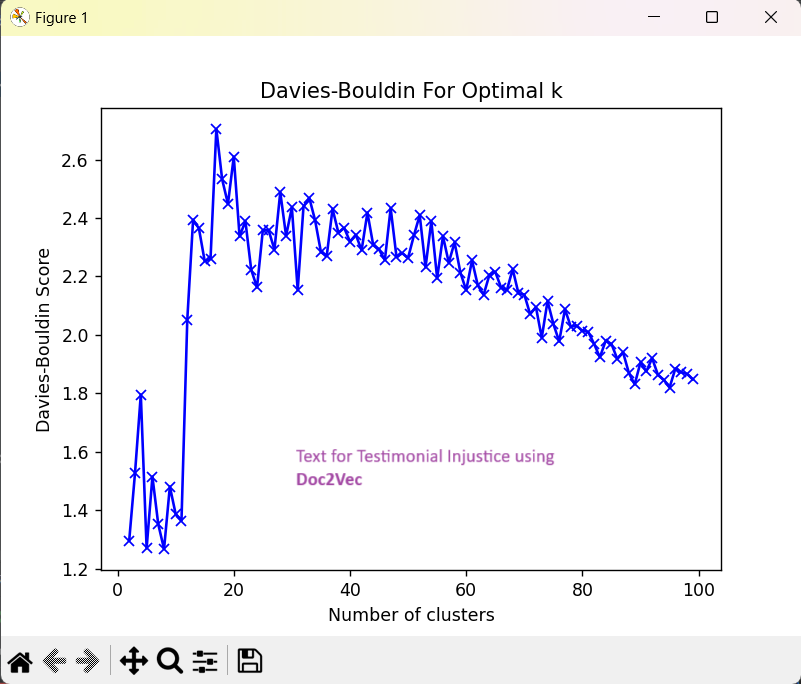 Figure 1
Davies-Bouldin For Optimal k
Davies-Bouldin Score
2.6
2.4
2.2
2.0
1.8
1.6
1.4
1.2
Text for Testimonial Injustice using
Doc2Vec
0 20 40 60 80 100
Number of clusters